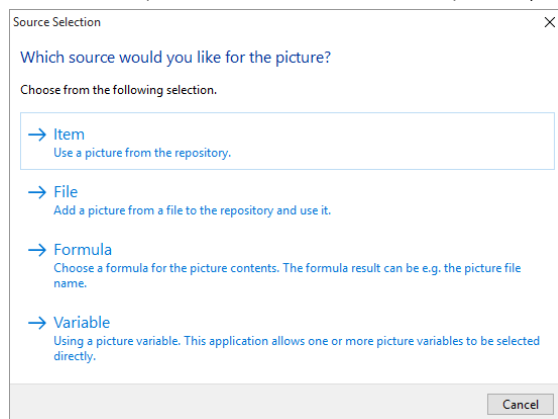 Source Selection
Which source would you like for the picture?
Choose from the following selection.
Item
Use a picture from the repository.
File
Add a picture from a file to the repository and use it.
Formula
Choose a formula for the picture contents. The formula result can be e.g. the picture file
name.
Variable
Using a picture variable. This application allows one or more picture variables to be selected
directly.
Cancel